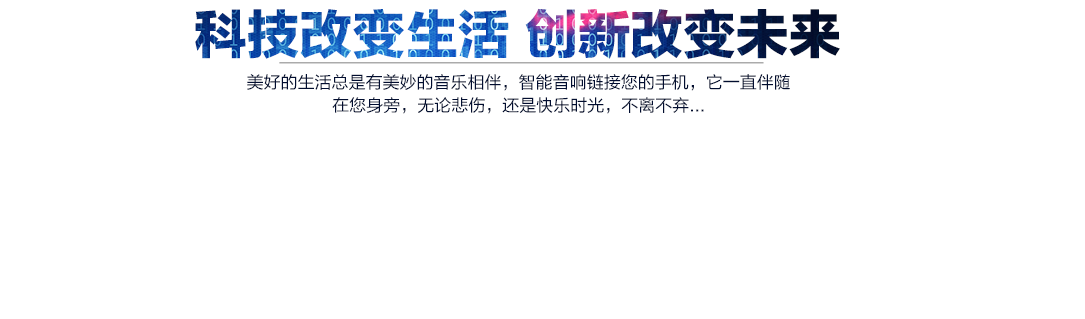 科技改变生活 创新改变未来
美好的生活总是有美妙的音乐相伴，智能音响链接您的手机，它一直伴随
在您身旁，无论悲伤，还是快乐时光，不离不弃...